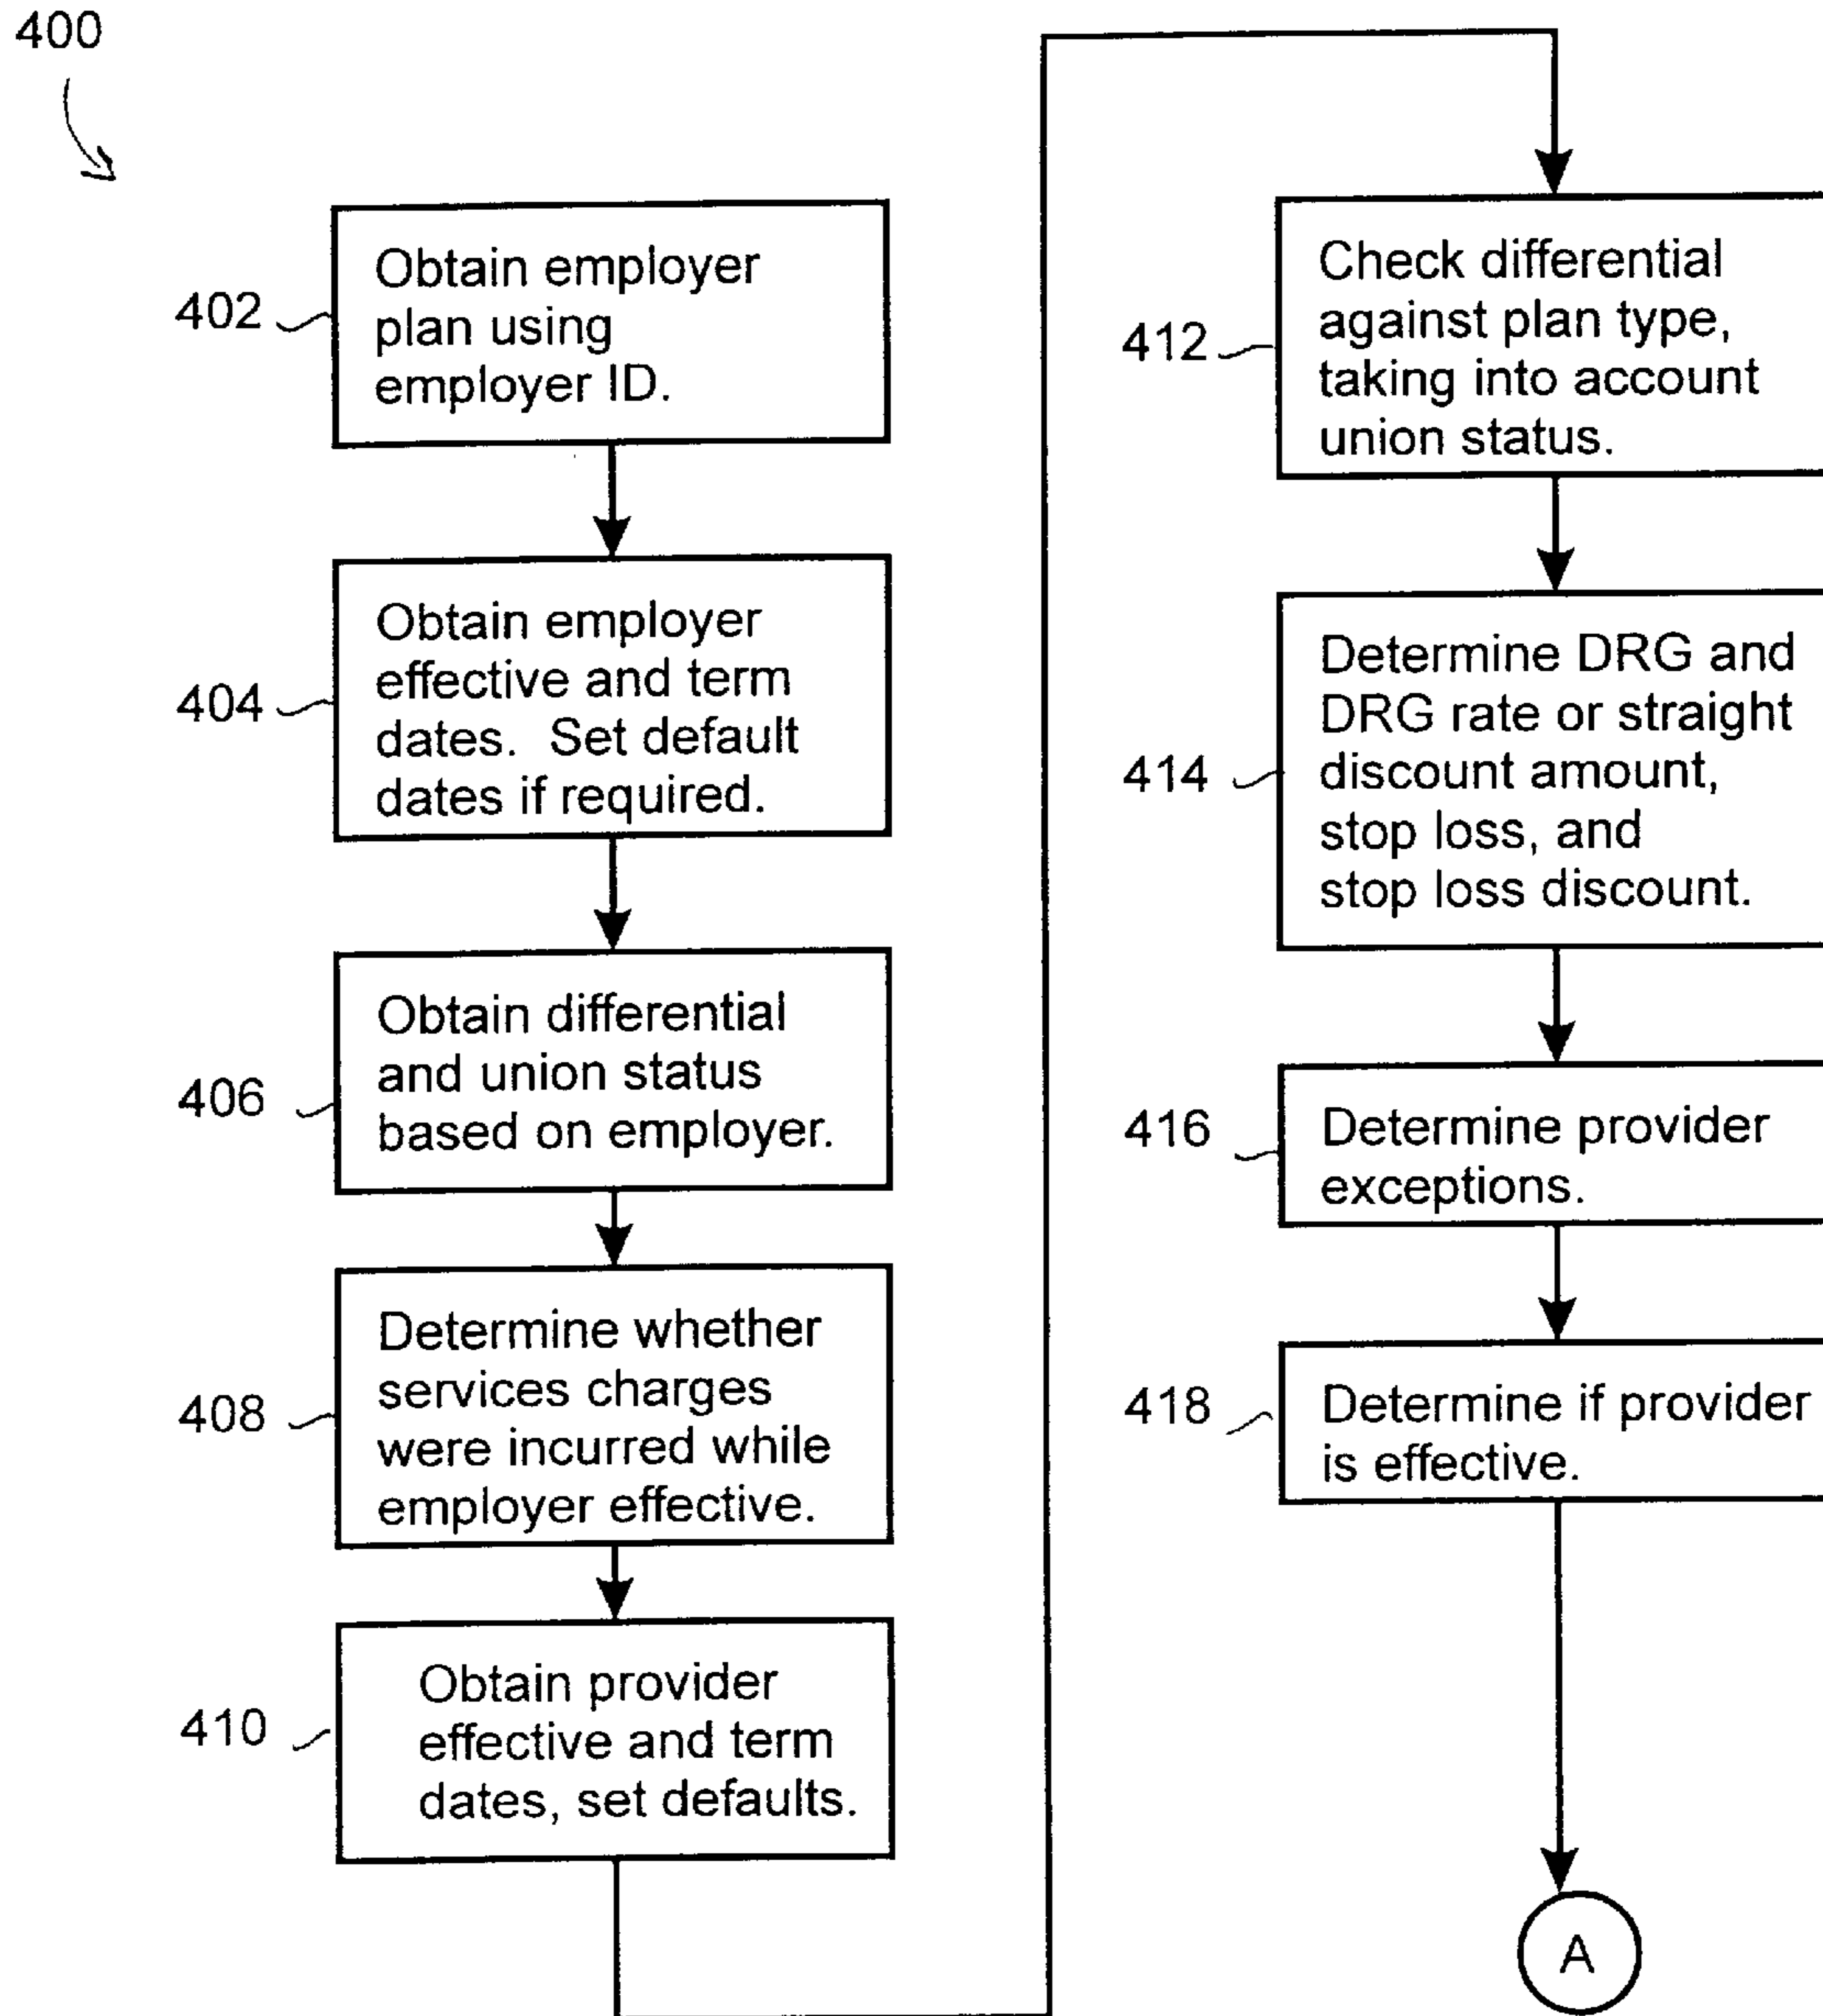 400
402
Obtain employer
plan using
employer ID.
404
Obtain employer
effective and term
dates.  Set default
dates if required.
406
Obtain differential
and union status
based on employer.
408
Determine whether
services charges
were incurred while
employer effective.
410
Obtain provider
effective and term
dates, set defaults.
412
Check differential
against plan type,
taking into account
union status.
414
Determine DRG and
DRG rate or straight
discount amount,
stop loss, and
stop loss discount.
416
Determine provider
exceptions.
418
Determine if provider
is effective.
A